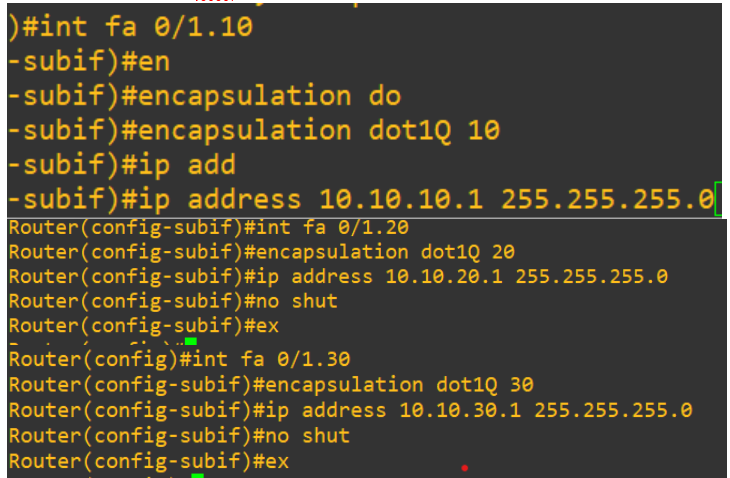 )#int fa 0/1.10
-subif)#en
-subif)#encapsulation do
-subif)#encapsulation dot1Q 10
-subif)#ip add
-subif)#ip address 10.10.10.1 255.255.255.0
Router(config-subif)#int fa 0/1.20
Router(config-subif)#encapsulation dot1Q 20
Router(config-subif)#ip address 10.10.20.1 255.255.255.0
Router(config-subif)#no shut
Router(config-subif)#ex
Router(config)#int fa 0/1.30
Router(config-subif)#encapsulation dot1Q 30
Router(config-subif)#ip address 10.10.30.1 255.255.255.0
Router(config-subif)#no shut
Router(config-subif)#ex